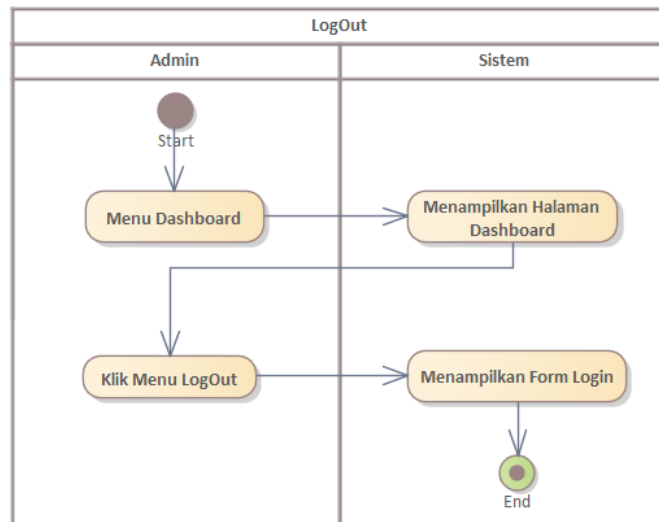 LogOut
Admin
Sistem
Start
Menu Dashboard
Menampilkan Halaman
Dashboard
Klik Menu LogOut
Menampilkan Form Login
End